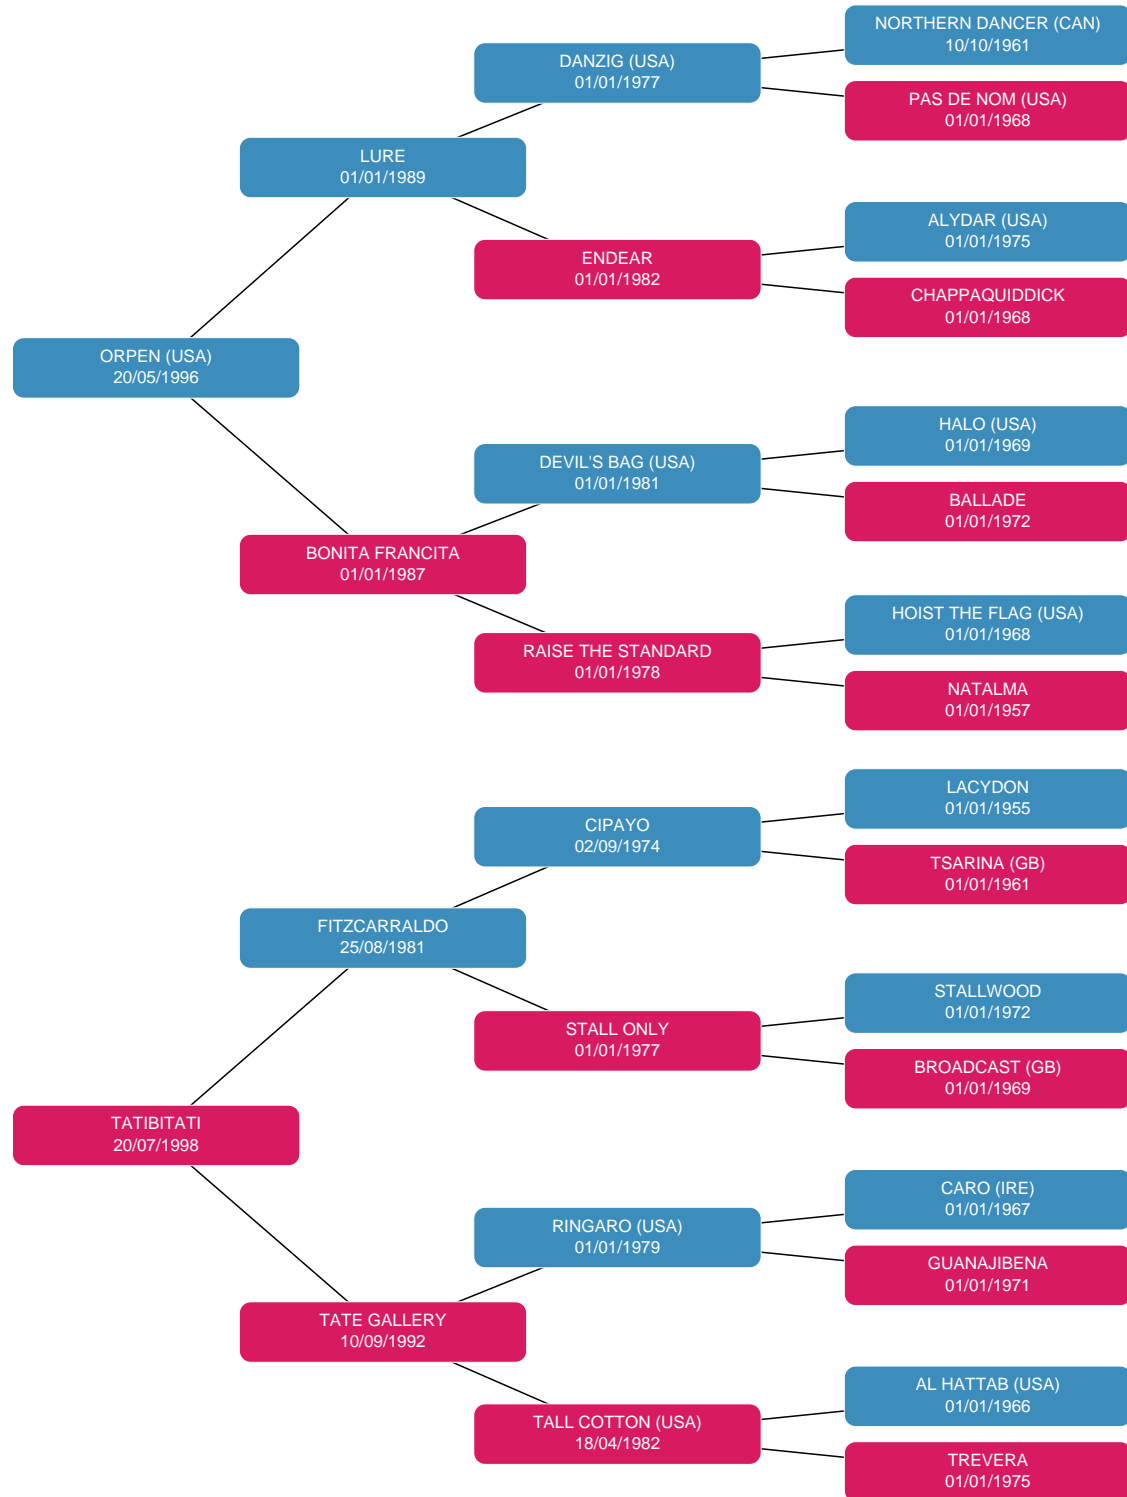 NORTHERN DANCER (CAN)
10/10/1961
DANZIG (USA)
01/01/1977
PAS DE NOM (USA)
01/01/1968
LURE
01/01/1989
ALYDAR (USA)
01/01/1975
ENDEAR
01/01/1982
CHAPPAQUIDDICK
01/01/1968
ORPEN (USA)
20/05/1996
HALO (USA)
01/01/1969
DEVIL'S BAG (USA)
01/01/1981
BALLADE
01/01/1972
BONITA FRANCITA
01/01/1987
HOIST THE FLAG (USA)
01/01/1968
RAISE THE STANDARD
01/01/1978
NATALMA
01/01/1957
LACYDON
01/01/1955
CIPAYO
02/09/1974
TSARINA (GB)
01/01/1961
FITZCARRALDO
25/08/1981
STALLWOOD
01/01/1972
STALL ONLY
01/01/1977
BROADCAST (GB)
01/01/1969
TATIBITATI
20/07/1998
CARO (IRE)
01/01/1967
RINGARO (USA)
01/01/1979
GUANAJIBENA
01/01/1971
TATE GALLERY
10/09/1992
AL HATTAB (USA)
01/01/1966
TALL COTTON (USA)
18/04/1982
TREVERA
01/01/1975